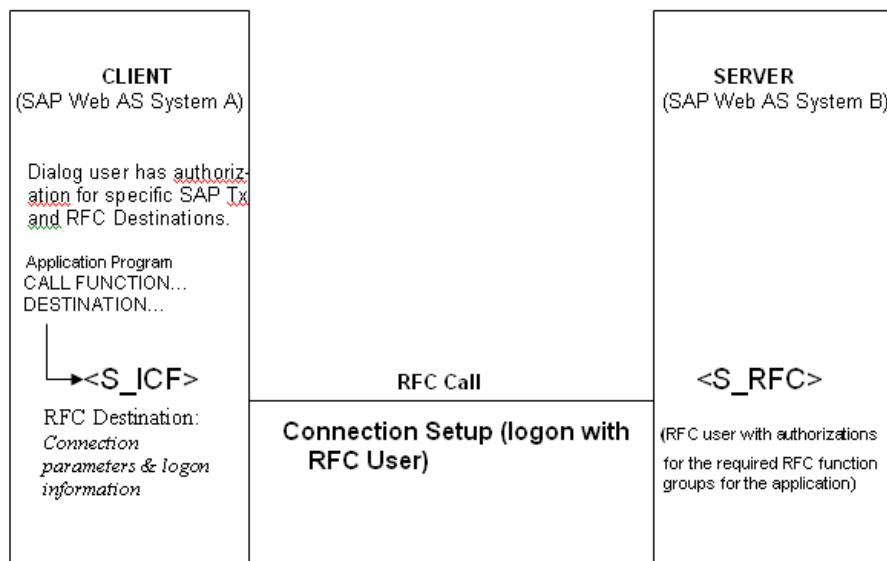 CLIENT
(SAP Web AS System A)
Dialog user has authoriz-
ation for specific SAP Tx
and RFC Destinations.
Application Program
CALL FUNCTION...
DESTINATION...
<S_ICF>
RFC Destination:
Connection
parameters & logon
information
RFC Call
Connection Setup (logon with
RFC User)
SERVER
(SAP Web AS System B)
<S_RFC>
(RFC user with authorizations
for the required RFC function
groups for the application)